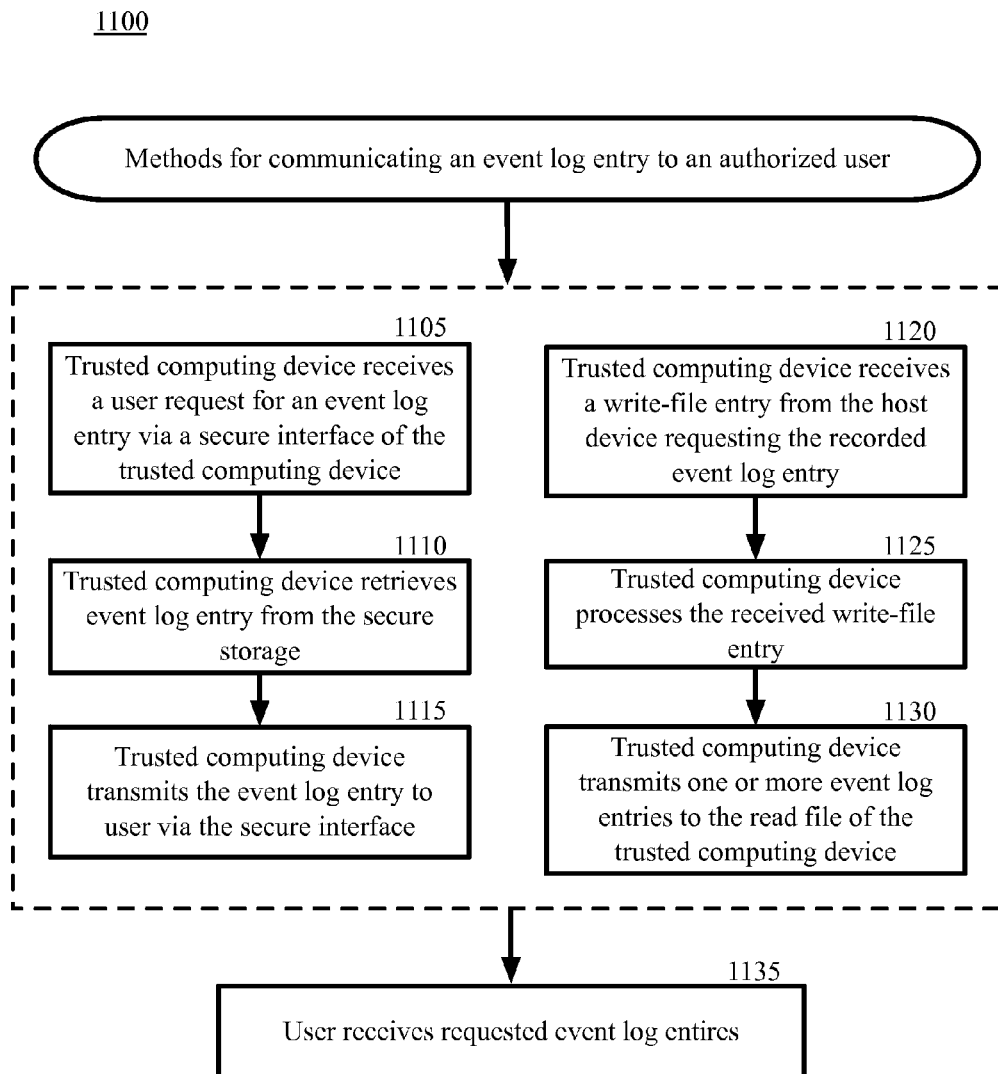 1100
Methods for communicating an event log entry to an authorized user
1105
Trusted computing device receives
a user request for an event log
entry via a secure interface of the
trusted computing device
1110
Trusted computing device retrieves
event log entry from the secure
storage
1115
Trusted computing device
transmits the event log entry to
user via the secure interface
1120
Trusted computing device receives
a write-file entry from the host
device requesting the recorded
event log entry
1125
Trusted computing device
processes the received write-file
entry
1130
Trusted computing device
transmits one or more event log
entries to the read file of the
trusted computing device
1135
User receives requested event log entires